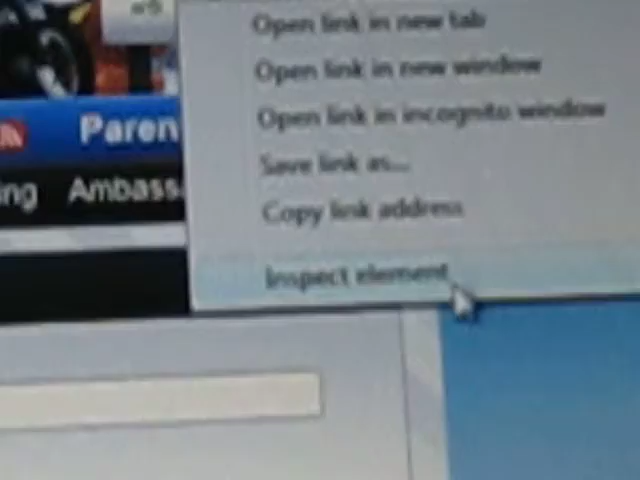 Open link in new tab
Open link in new window
Open link in incognito window
Save link as...
Copy link address
Inspect element
Paren
ing Ambass